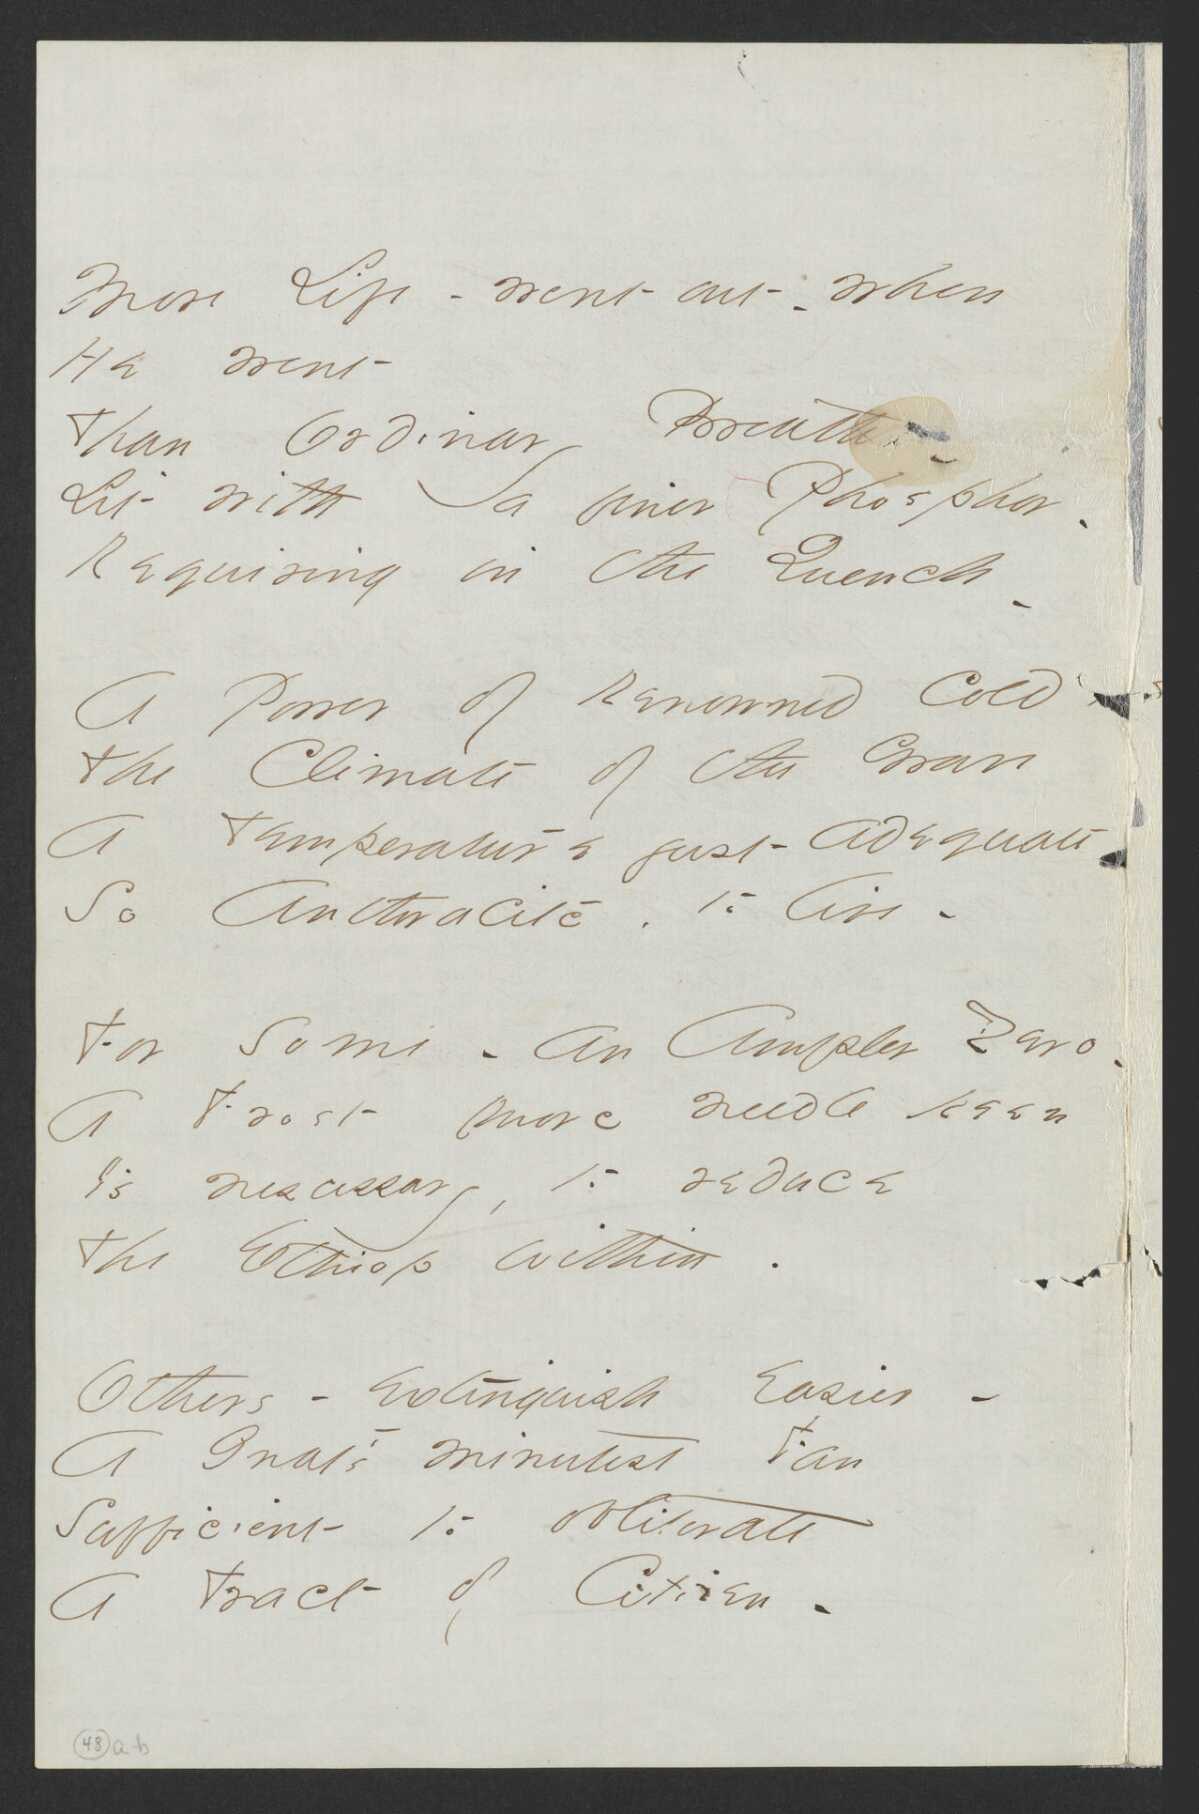 More Life - went out - when
He went
Than Ordinary Breath -
Lit with a finer Phosphor -
Requiring in the Quench -
A Power of Renowned Cold
The Climate of the Grave
A Temperature just adequate
So Anthracite - to live -
For Some - an Ampler Zero -
A Frost more needle keen
Is nescessary, to reduce
The Ethiop within .
Others - Extinguish Easier -
A Gnat's minutest Fan
Sufficient to obliterate
A Tract of Citizen -
48 a-b